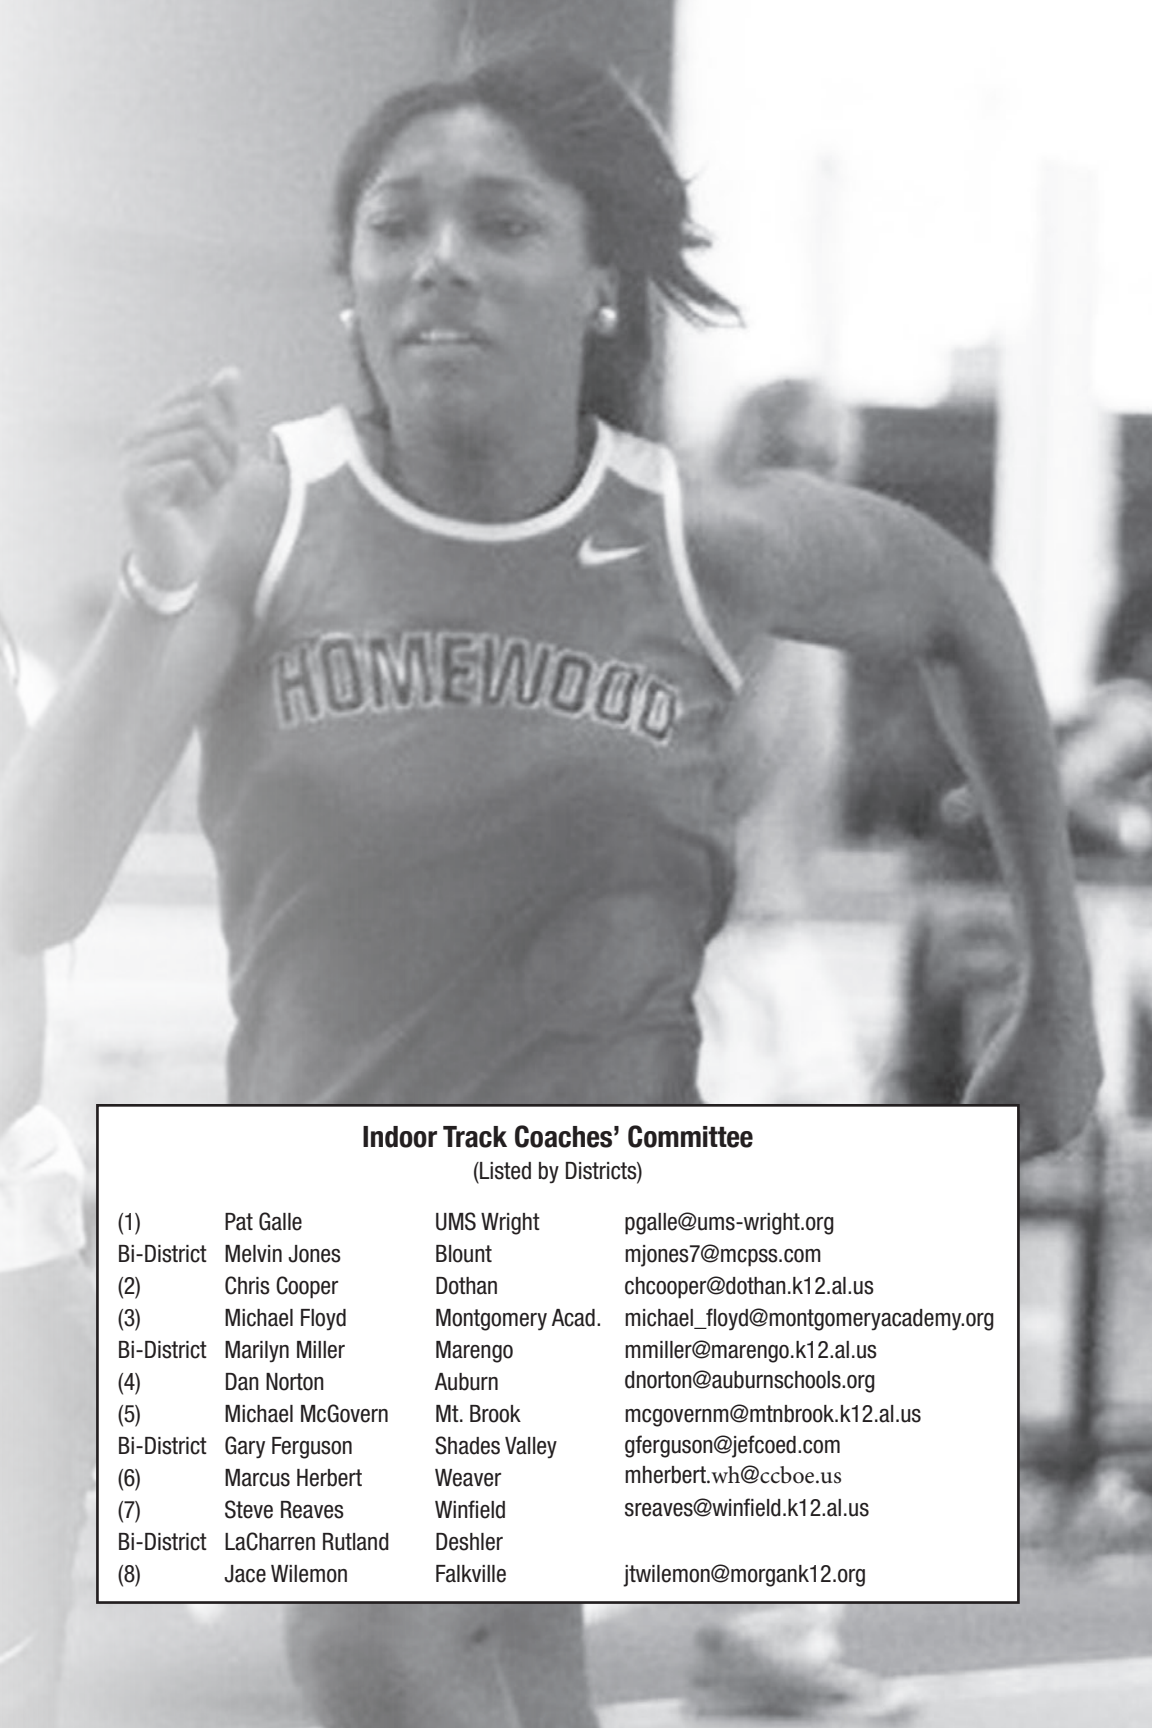 HOMEWOOD
Indoor Track Coaches’ Committee
(Listed by Districts)
(1) Pat Galle UMS Wright pgalle@ums-wright.org
Bi-District Melvin Jones Blount mjones7@mcpss.com
(2) Chris Cooper Dothan chcooper@dothan.k12.al.us
(3) Michael Floyd Montgomery Acad. michael_floyd@montgomeryacademy.org
Bi-District Marilyn Miller Marengo mmiller@marengo.k12.al.us
(4) Dan Norton Auburn dnorton@auburnschools.org
(5) Michael McGovern Mt. Brook mcgovernm@mtnbrook.k12.al.us
Bi-District Gary Ferguson Shades Valley gferguson@jefcoed.com
(6) Marcus Herbert Weaver mherbert.wh@ccboe.us
(7) Steve Reaves Winfield sreaves@winfield.k12.al.us
Bi-District LaCharren Rutland Deshler
(8) Jace Wilemon Falkville jtwilemon@morgank12.org